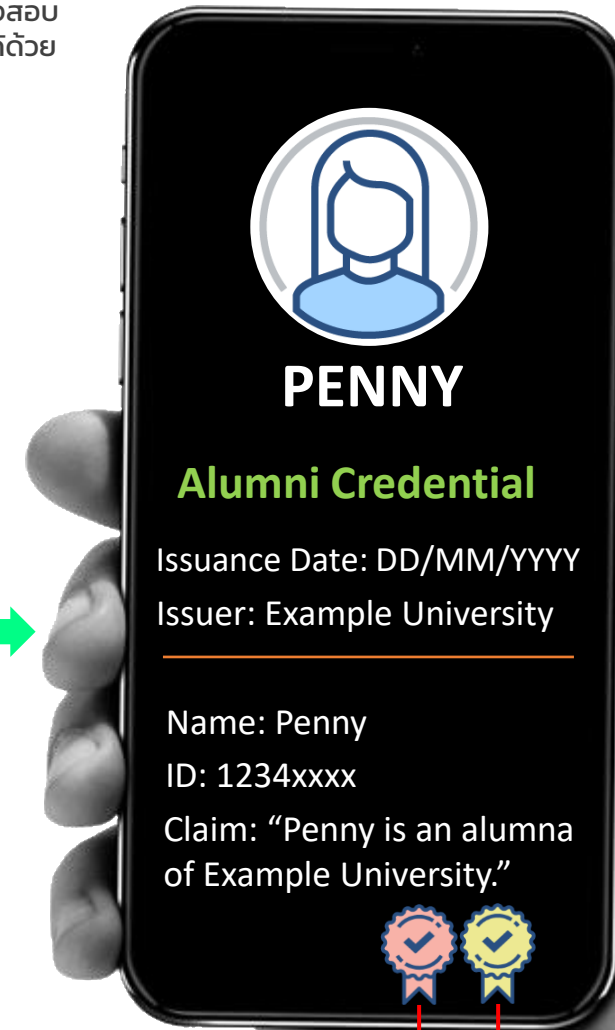 PENNY
Alumni Credential
Issuance Date: DD/MM/YYYY
Issuer: Example University
Name: Penny
ID: 1234xxxx
Claim: “Penny is an alumna
of Example University.”